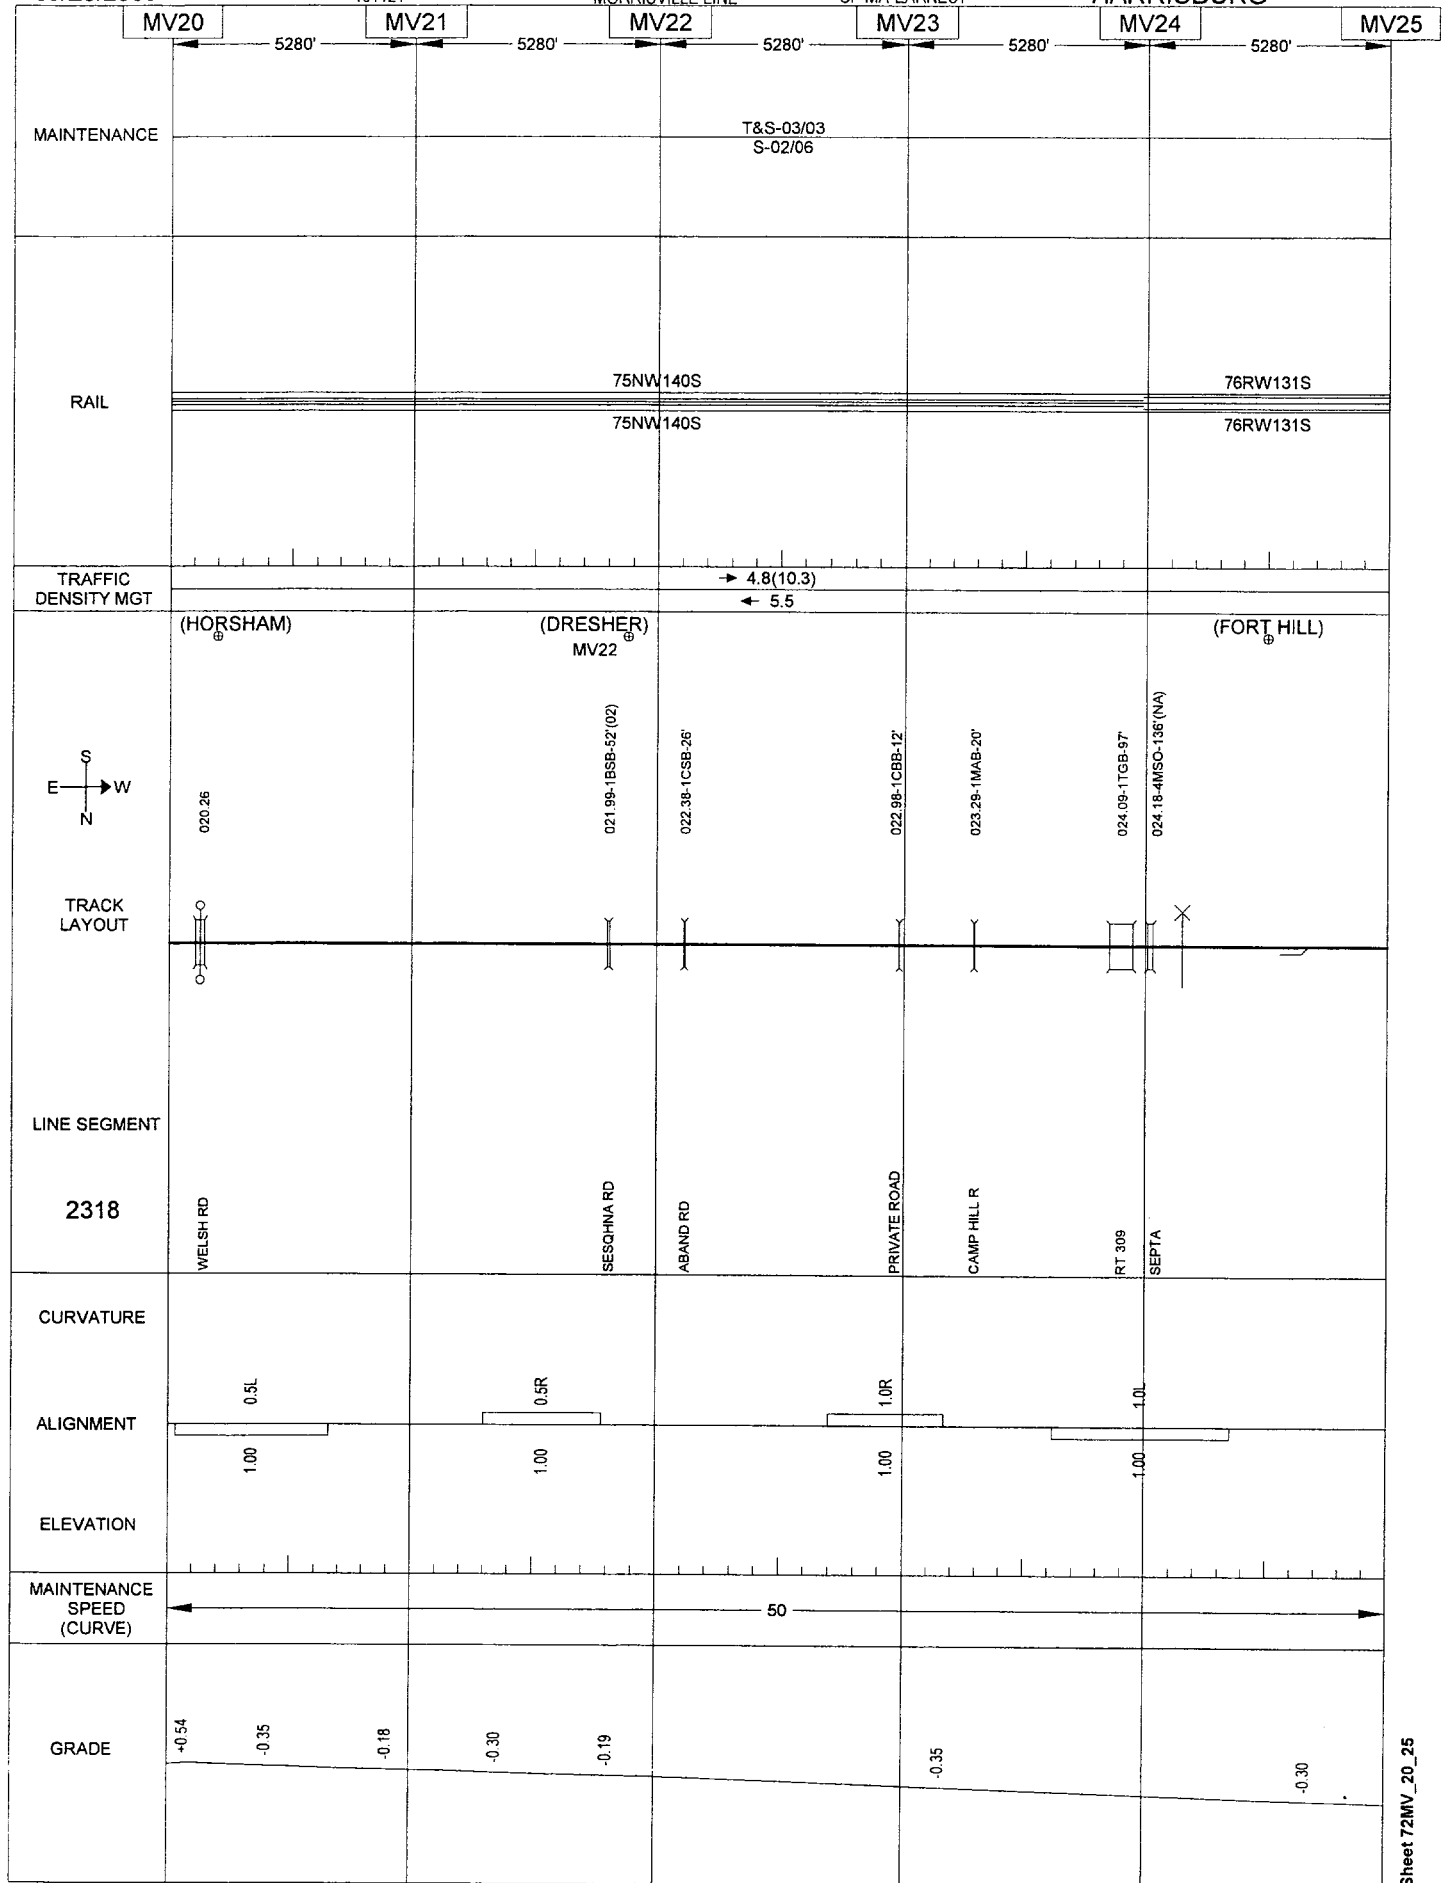 MORRISVILLE LINE
MV20 MV21 MV22 MV23 MV24 MV25
5280' 5280' 5280' 5280' 5280'
MAINTENANCE
T&S-03/03
S-02/06
RAIL
75NW140S 76RW131S
75NW140S 76RW131S
TRAFFIC
DENSITY MGT
→ 4.8(10.3)
← 5.5
(HORSHAM) (DRESHER) (FORT HILL)
MV22
S
E W
N
020.26
021.99-1BSB-52'(02)
022.38-1CSB-26'
022.98-1CBB-12'
023.29-1MAB-20'
024.09-1TGB-97'
024.18-4MSO-136'(NA)
TRACK
LAYOUT
LINE SEGMENT
2318
WELSH RD
SESQHNA RD
ABAND RD
PRIVATE ROAD
CAMP HILL R
RT 309
SEPTA
CURVATURE
0.5L 0.5R 1.0R 1.0L
ALIGNMENT
1.00 1.00 1.00 1.00
ELEVATION
MAINTENANCE
SPEED
(CURVE)
50
GRADE
+0.54 -0.35 -0.18 -0.30 -0.19 -0.35 -0.30
Sheet 72MV_20_25